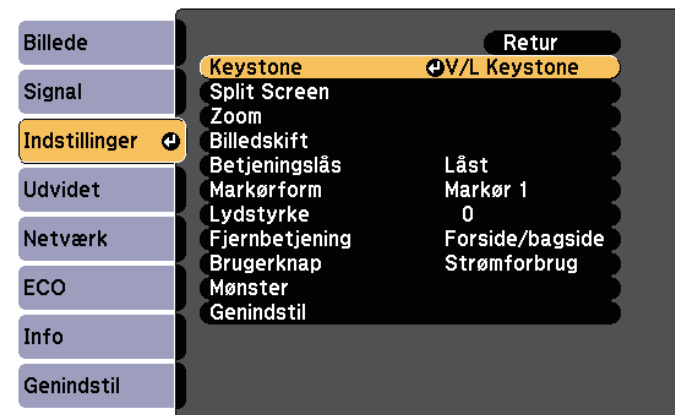 Billede
Signal
Indstillinger
Udvidet
Netværk
ECO
Info
Genindstil
Retur
Keystone V/L Keystone
Split Screen
Zoom
Billedskift
Betjeningslås Låst
Markørform Markør 1
Lydstyrke 0
Fjernbetjening Forside/bagside
Brugerknap Strømforbrug
Mønster
Genindstil